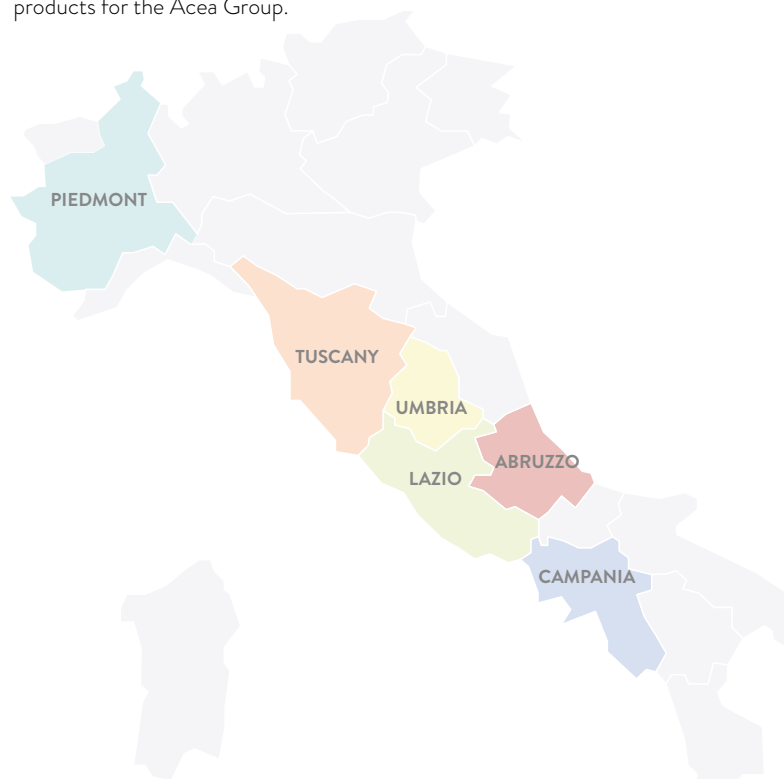 products for the Acea Group.
PIEDMONT
TUSCANY
UMBRIA
ABRUZZO
LAZIO
CAMPANIA